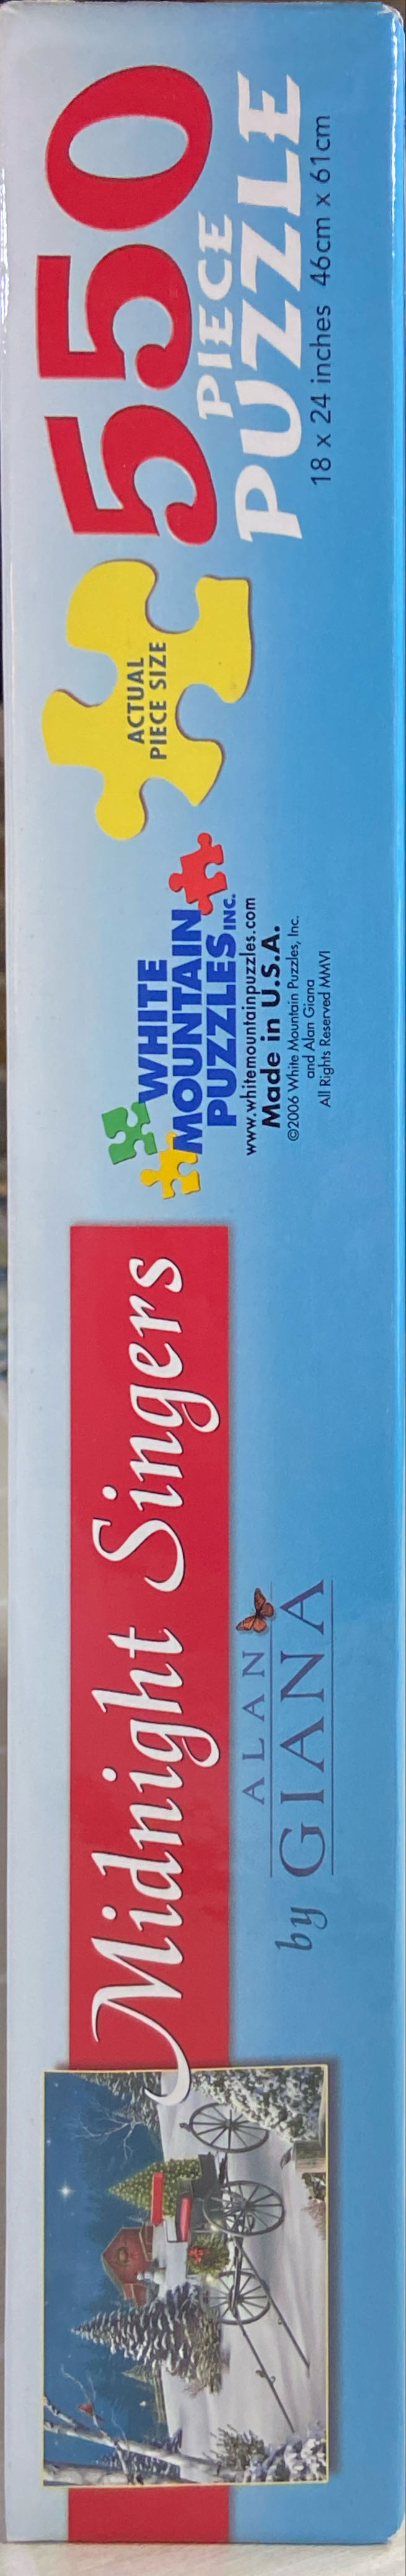 Midnight Singers
by ALAN
GIANA
WHITE
MOUNTAIN
PUZZLES INC.
www.whitemountainpuzzles.com
Made in U.S.A.
©2006 White Mountain Puzzles, Inc.
and Alan Giana
All Rights Reserved MMVI
ACTUAL
PIECE SIZE
550
PIECE
PUZZLE
18 x 24 inches 46cm x 61cm